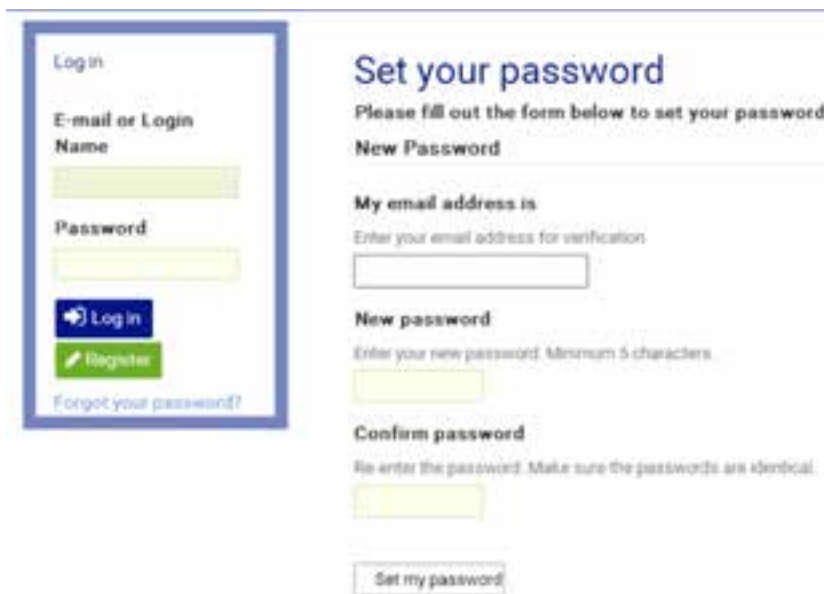 Log in
E-mail or Login
Name
Password
Log in
Register
Forgot your password?
Set your password
Please fill out the form below to set your password
New Password
My email address is
Enter your email address for verification
New password
Enter your new password. Minimum 5 characters.
Confirm password
Re-enter the password. Make sure the passwords are identical.
Set my password